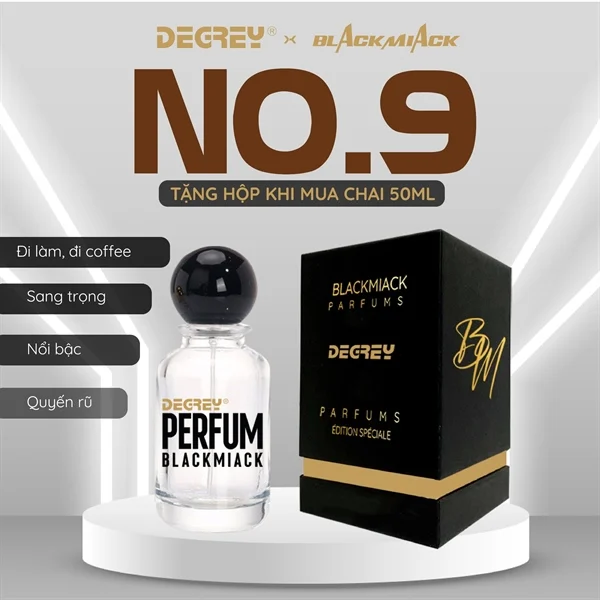 DEGREY® × BLACKMIACK
NO.9
TẶNG HỘP KHI MUA CHAI 50ML
Đi làm, đi coffee
Sang trọng
Nổi bậc
Quyến rũ
DEGREY®
PERFUM
BLACKMIACK
BLACKMIACK
PARFUMS
DEGREY
PARFUMS
ÉDITION SPÉCIALE
BM